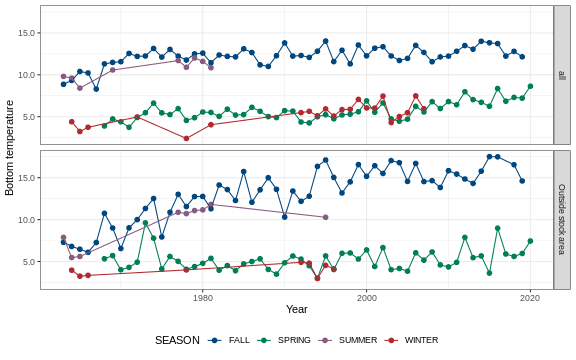 15.0
10.0
5.0
all
15.0
10.0
5.0
Outside stock area
Bottom temperature
1980
2000
2020
Year
SEASON FALL SPRING SUMMER WINTER